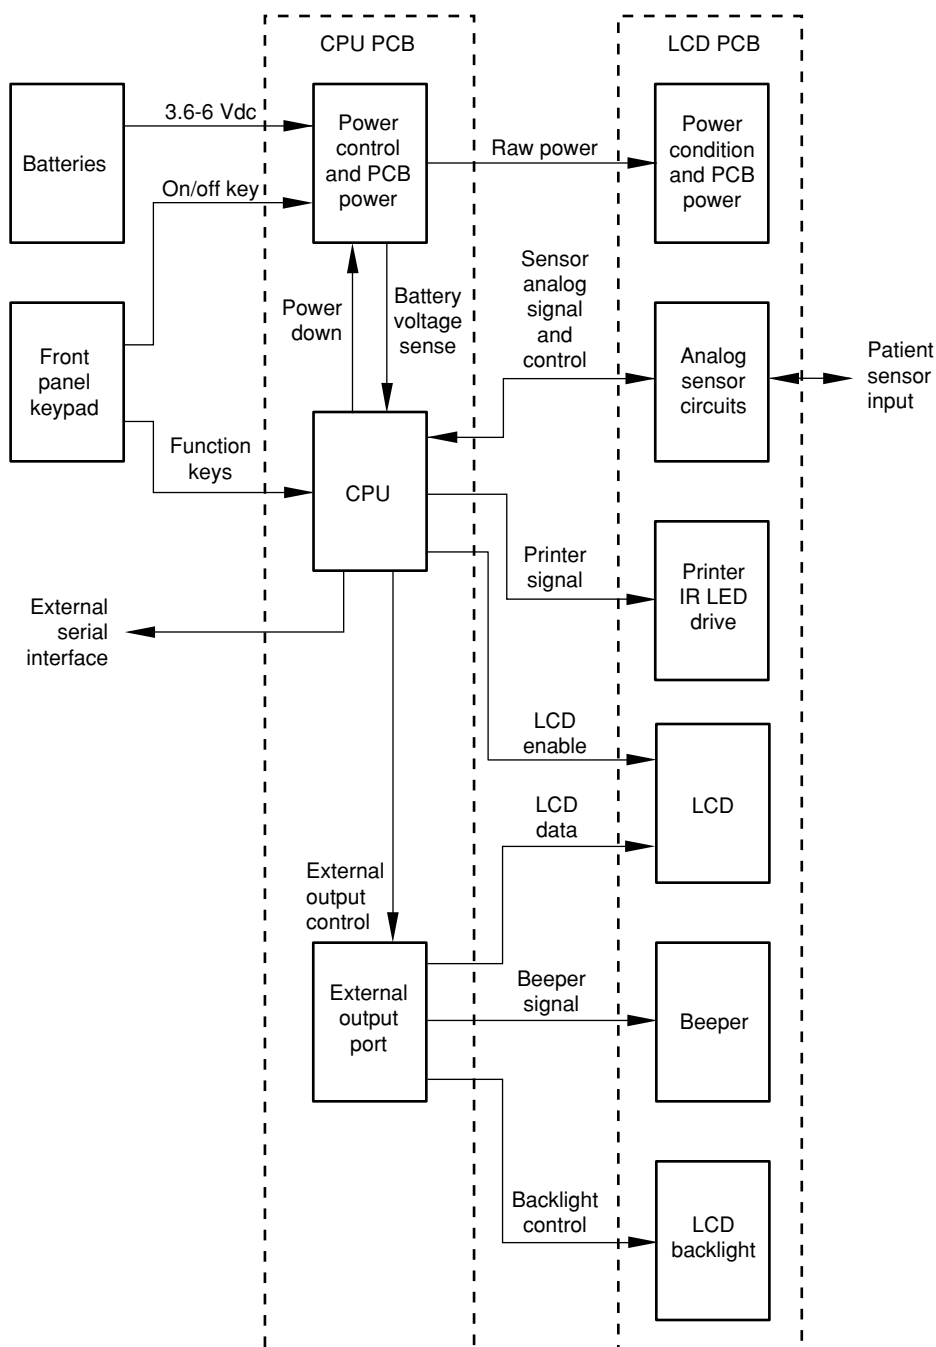 CPU PCB
LCD PCB
Batteries
3.6-6 Vdc
On/off key
Power
control
and PCB
power
Raw power
Power
condition
and PCB
power
Power
down
Battery
voltage
sense
Sensor
analog
signal
and
control
Front
panel
keypad
Analog
sensor
circuits
Patient
sensor
input
Function
keys
CPU
Printer
signal
Printer
IR LED
drive
External
serial
interface
LCD
enable
LCD
LCD
data
External
output
control
External
output
port
Beeper
signal
Beeper
Backlight
control
LCD
backlight